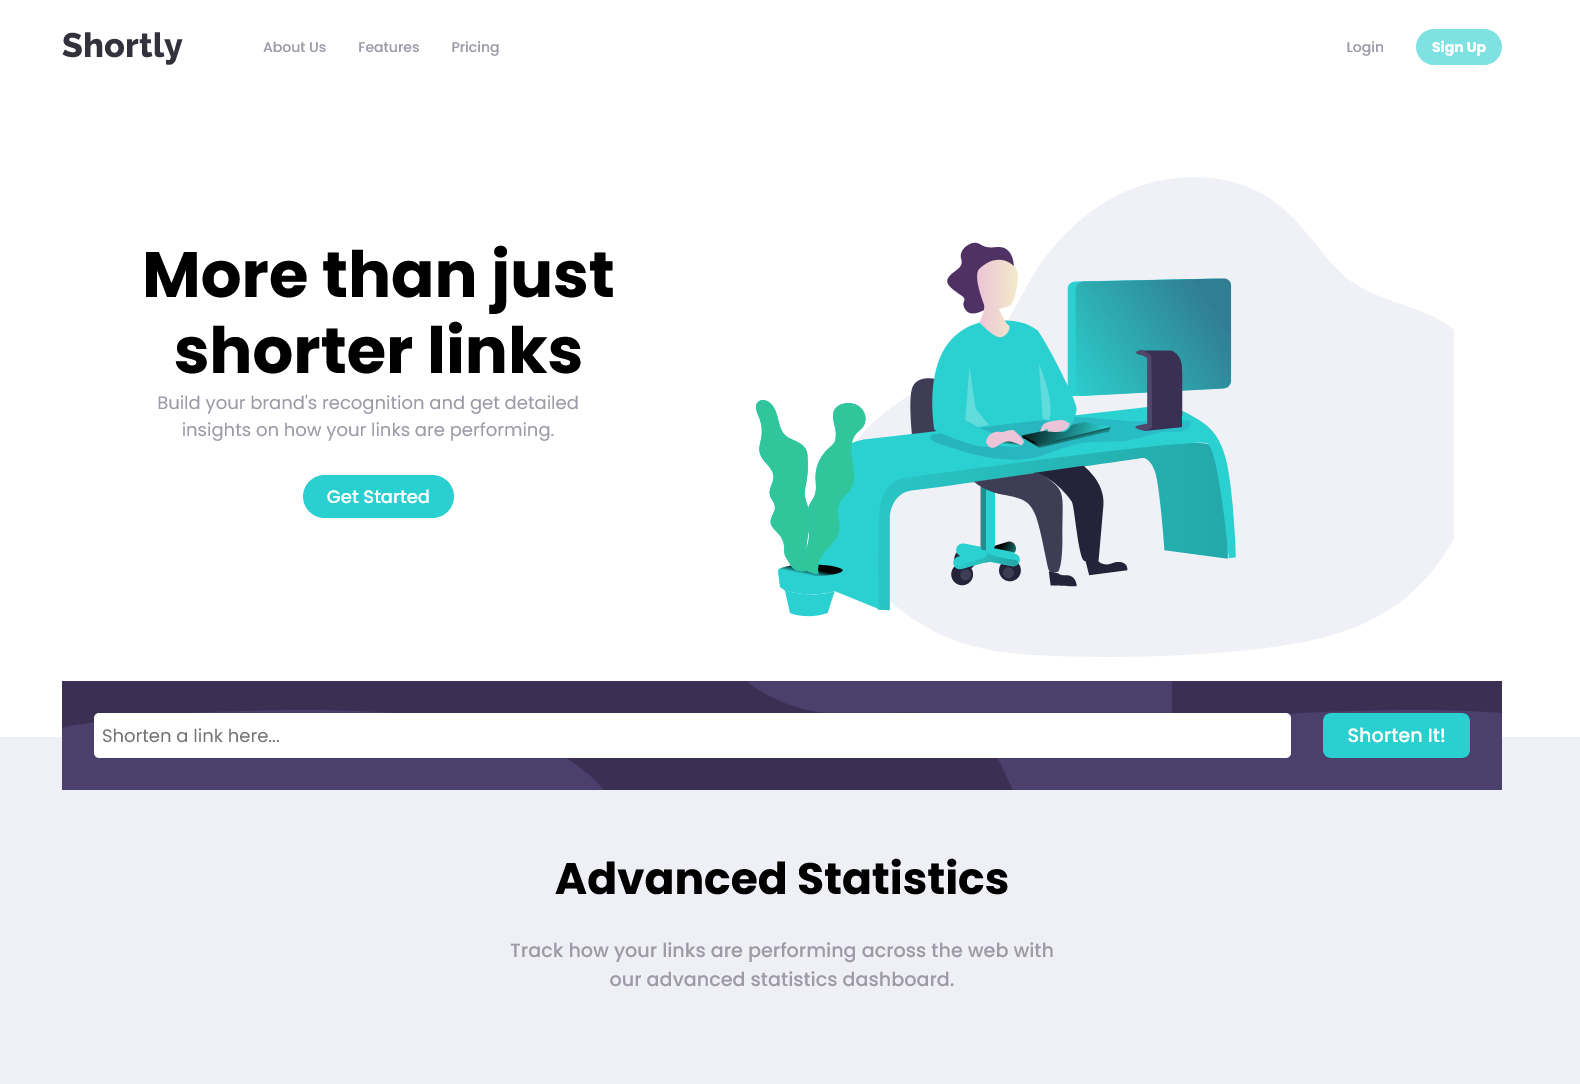 Shortly
About Us
Features
Pricing
Login
Sign Up
More than just
shorter links
Build your brand's recognition and get detailed
insights on how your links are performing.
Get Started
Shorten a link here...
Shorten It!
Advanced Statistics
Track how your links are performing across the web with
our advanced statistics dashboard.